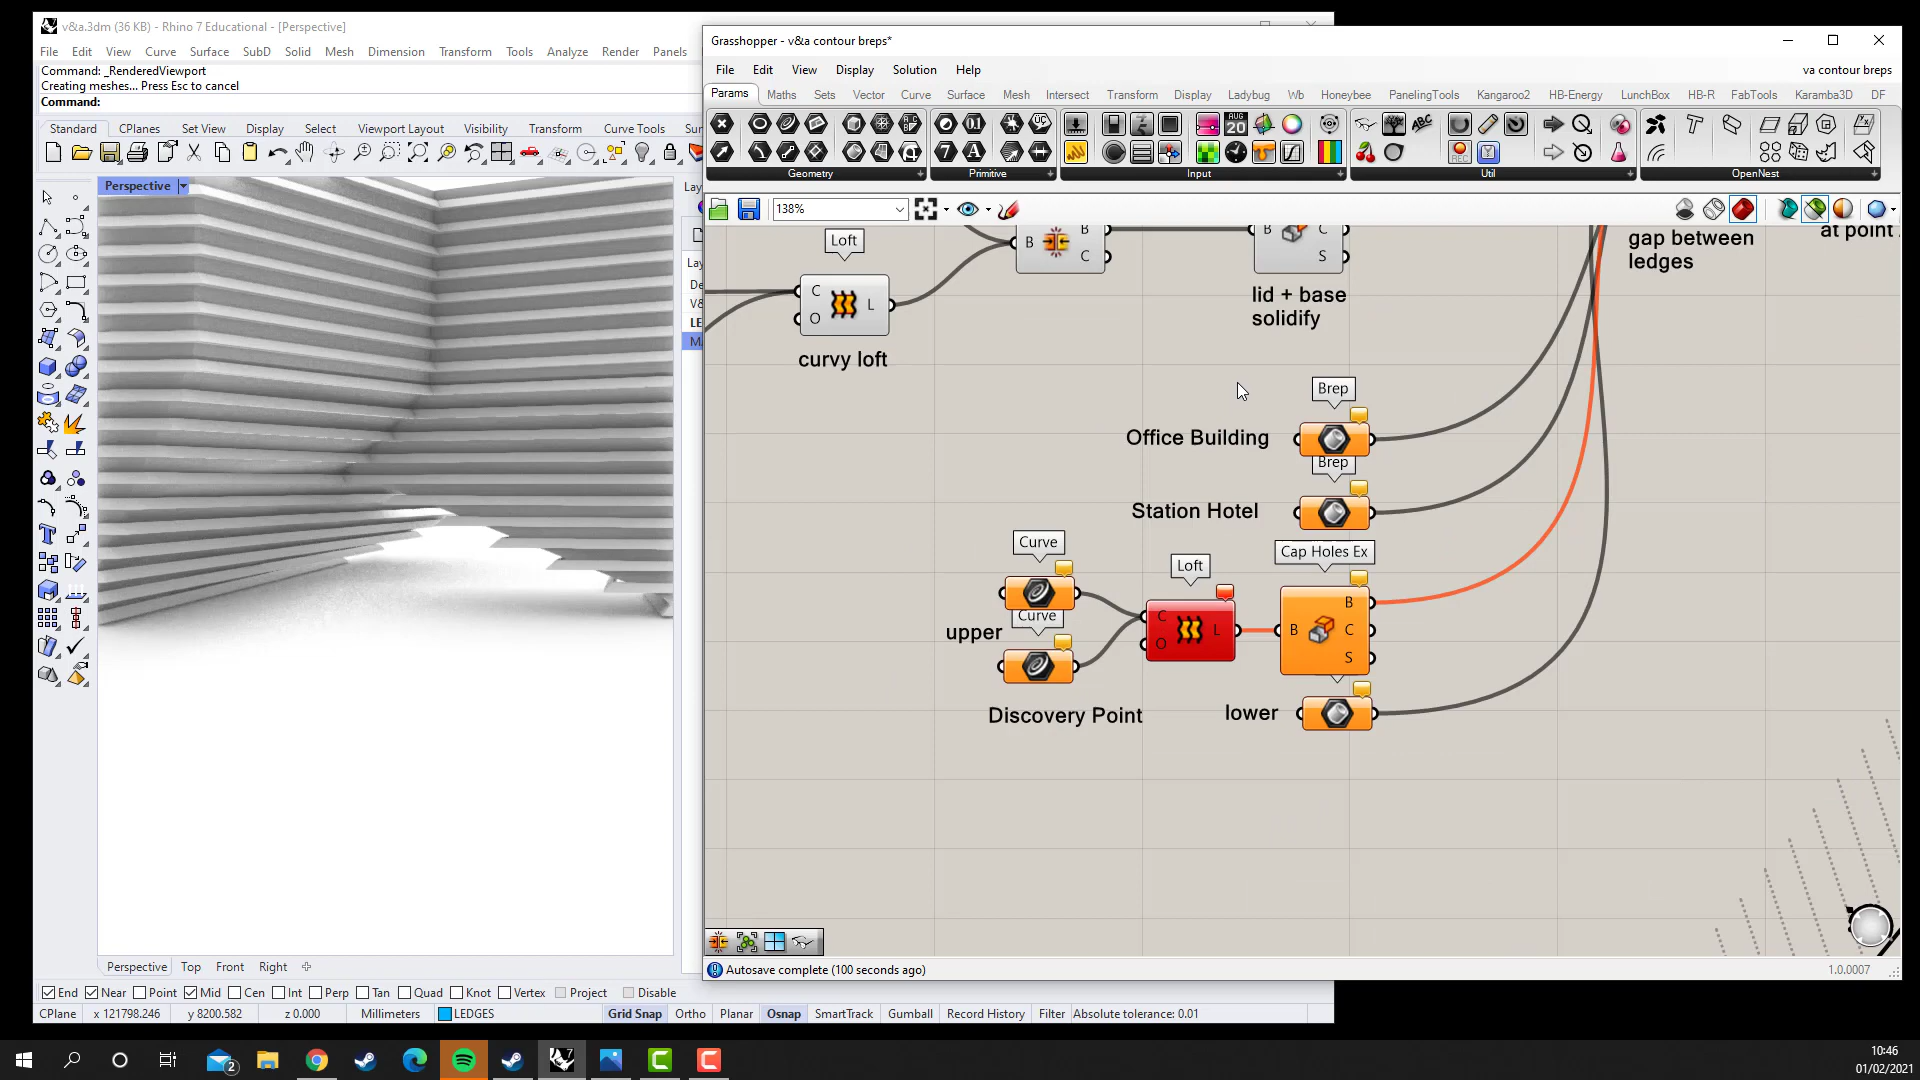 v&a.3dm (36 KB) - Rhino 7 Educational - [Perspective]
File Edit View Curve Surface SubD Solid Mesh Dimension Transform Tools Analyze Render Panels
Command: _RenderedViewport
Creating meshes... Press Esc to cancel
Command:
Standard CPlanes Set View Display Select Viewport Layout Visibility Transform Curve Tools Sur
Perspective
Perspective Top Front Right
End Near Point Mid Cen Int Perp Tan Quad Knot Vertex Project Disable
CPlane x 121798.246 y 8200.582 z 0.000 Millimeters LEDGES Grid Snap Ortho Planar Osnap SmartTrack Gumball Record History Filter Absolute tolerance: 0.01
Lay
Lay
De
V&
LE
Ma
Grasshopper - v&a contour breps*
File Edit View Display Solution Help
va contour breps
Params Maths Sets Vector Curve Surface Mesh Intersect Transform Display Ladybug Wb Honeybee PanelingTools Kangaroo2 HB-Energy LunchBox HB-R FabTools Karamba3D DF
Geometry Primitive Input Util OpenNest
138%
Loft
C
O
L
curvy loft
B
B
C
B
C
S
lid + base
solidify
gap between
ledges
at point
Brep
Office Building
Brep
Station Hotel
Curve
Curve
upper
Discovery Point
Loft
C
O
L
Cap Holes Ex
B
B
C
S
lower
Autosave complete (100 seconds ago)
1.0.0007
2
7
10:46
01/02/2021